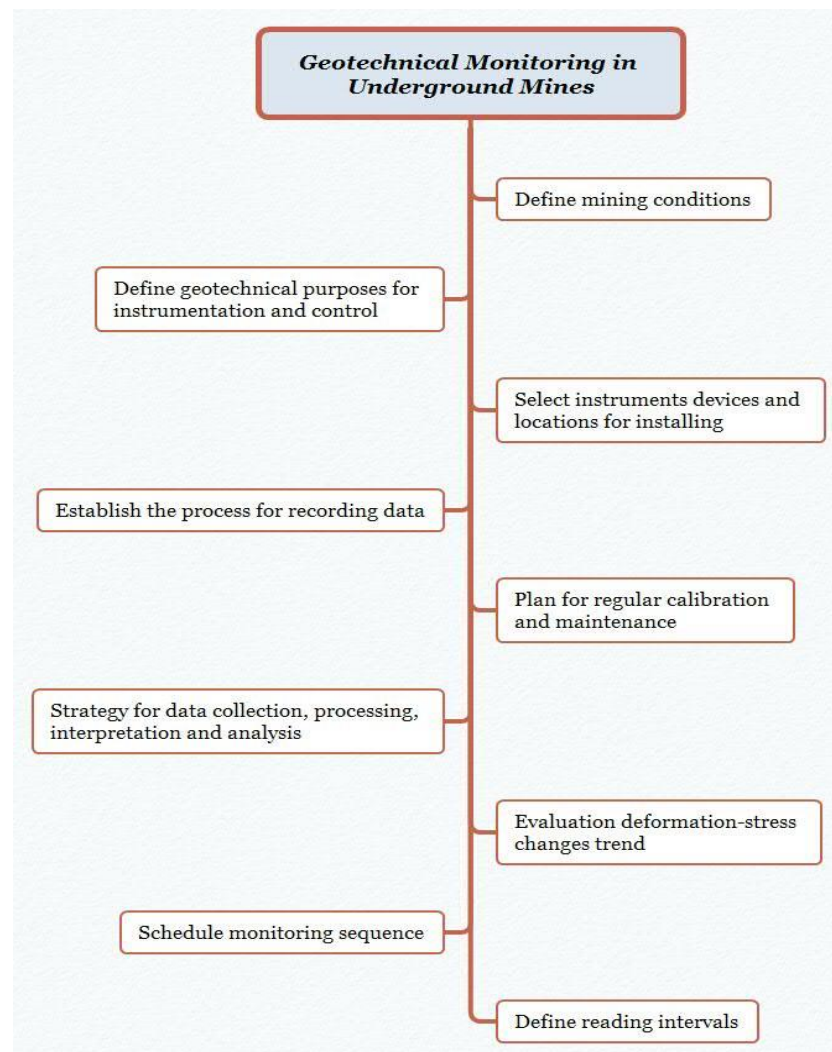 Geotechnical Monitoring in
Underground Mines
Define mining conditions
Define geotechnical purposes for
instrumentation and control
Select instruments devices and
locations for installing
Establish the process for recording data
Plan for regular calibration
and maintenance
Strategy for data collection, processing,
interpretation and analysis
Evaluation deformation-stress
changes trend
Schedule monitoring sequence
Define reading intervals